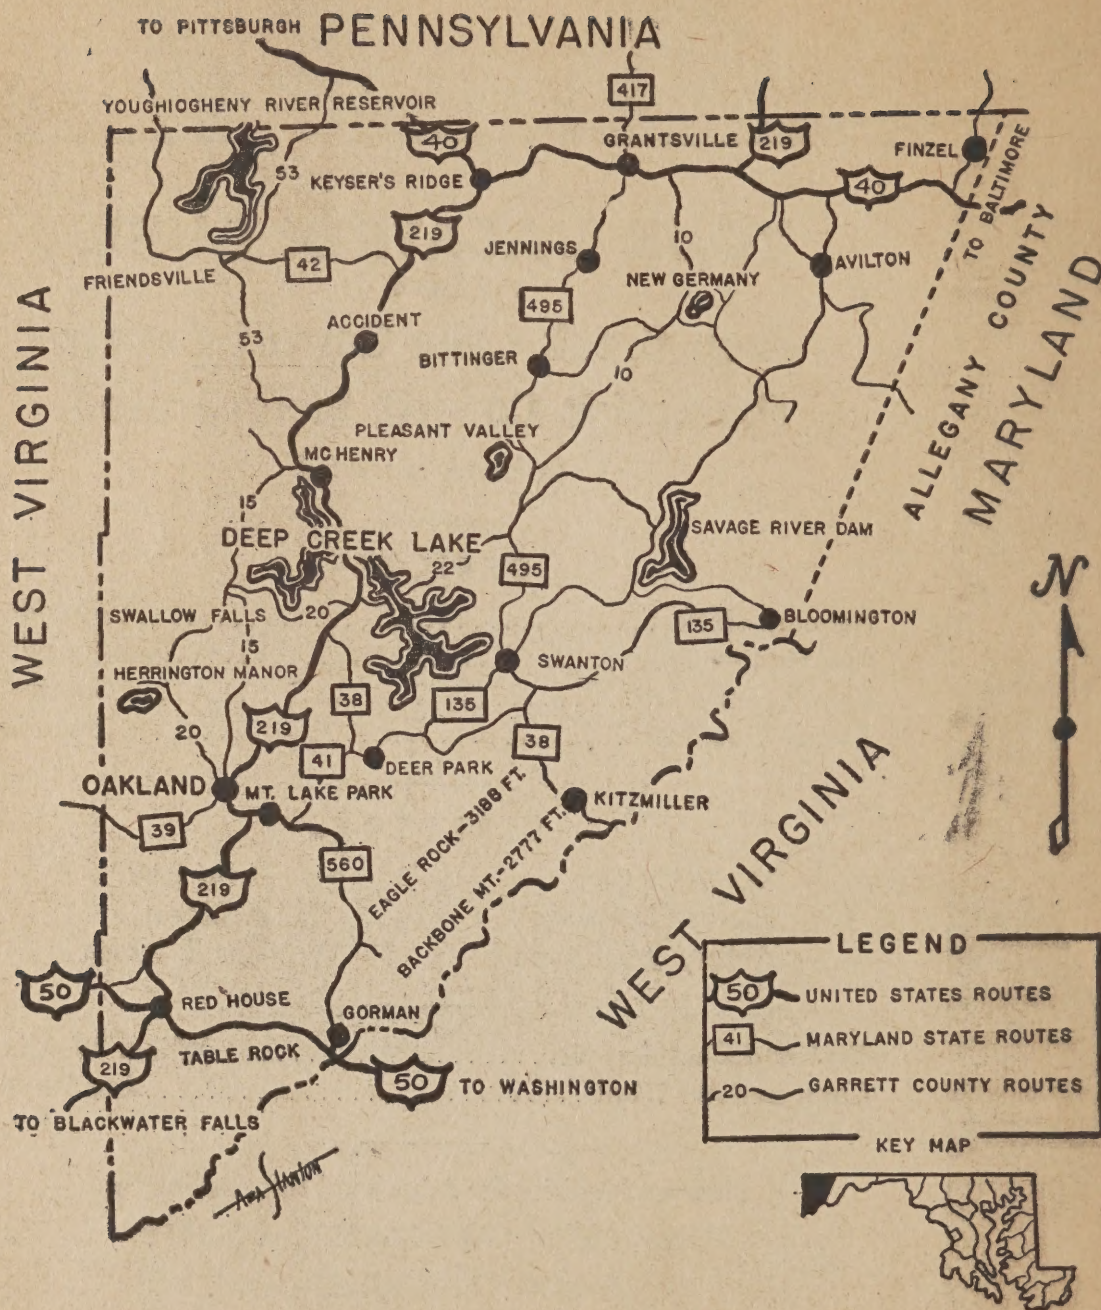 TO PITTSBURGH
PENNSYLVANIA
417
YOUGHIOGHENY RIVER RESERVOIR
40
GRANTSVILLE
219
FINZEL
53
KEYSER'S RIDGE
40
TO BALTIMORE
219
JENNINGS
10
AVILTON
FRIENDSVILLE
42
NEW GERMANY
495
ALLEGANY COUNTY
MARYLAND
ACCIDENT
53
BITTINGER
10
WEST VIRGINIA
PLEASANT VALLEY
MCHENRY
15
SAVAGE RIVER DAM
DEEP CREEK LAKE
22
495
N
SWALLOW FALLS
20
135
BLOOMINGTON
15
SWANTON
HERRINGTON MANOR
38
135
20
219
38
41
DEER PARK
OAKLAND
MT. LAKE PARK
KITZMILLER
39
560
EAGLE ROCK-3188 FT.
BACKBONE MT.-2777 FT.
219
WEST VIRGINIA
50
RED HOUSE
GORMAN
TABLE ROCK
219
50
TO WASHINGTON
TO BLACKWATER FALLS
LEGEND
50 UNITED STATES ROUTES
41 MARYLAND STATE ROUTES
20 GARRETT COUNTY ROUTES
KEY MAP